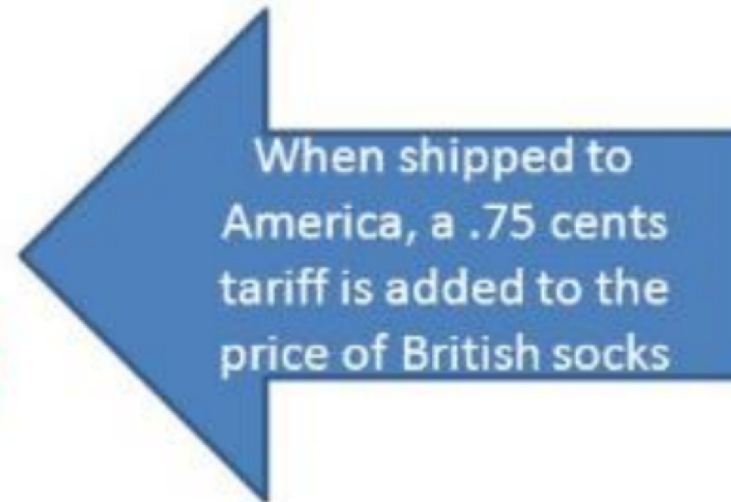 When shipped to
America, a .75 cents
tariff is added to the
price of British socks